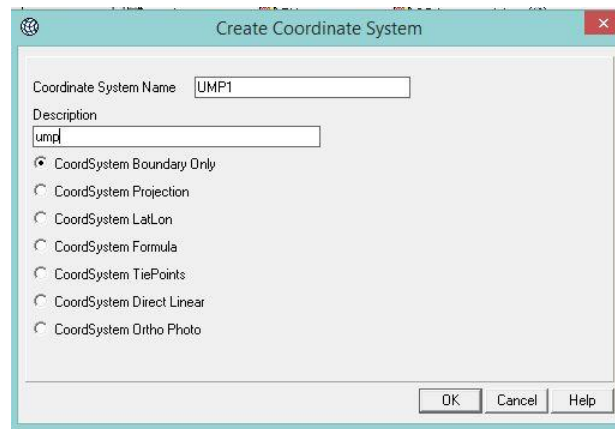 Create Coordinate System
Coordinate System Name UMP1
Description
ump
CoordSystem Boundary Only
CoordSystem Projection
CoordSystem LatLon
CoordSystem Formula
CoordSystem TiePoints
CoordSystem Direct Linear
CoordSystem Ortho Photo
OK Cancel Help